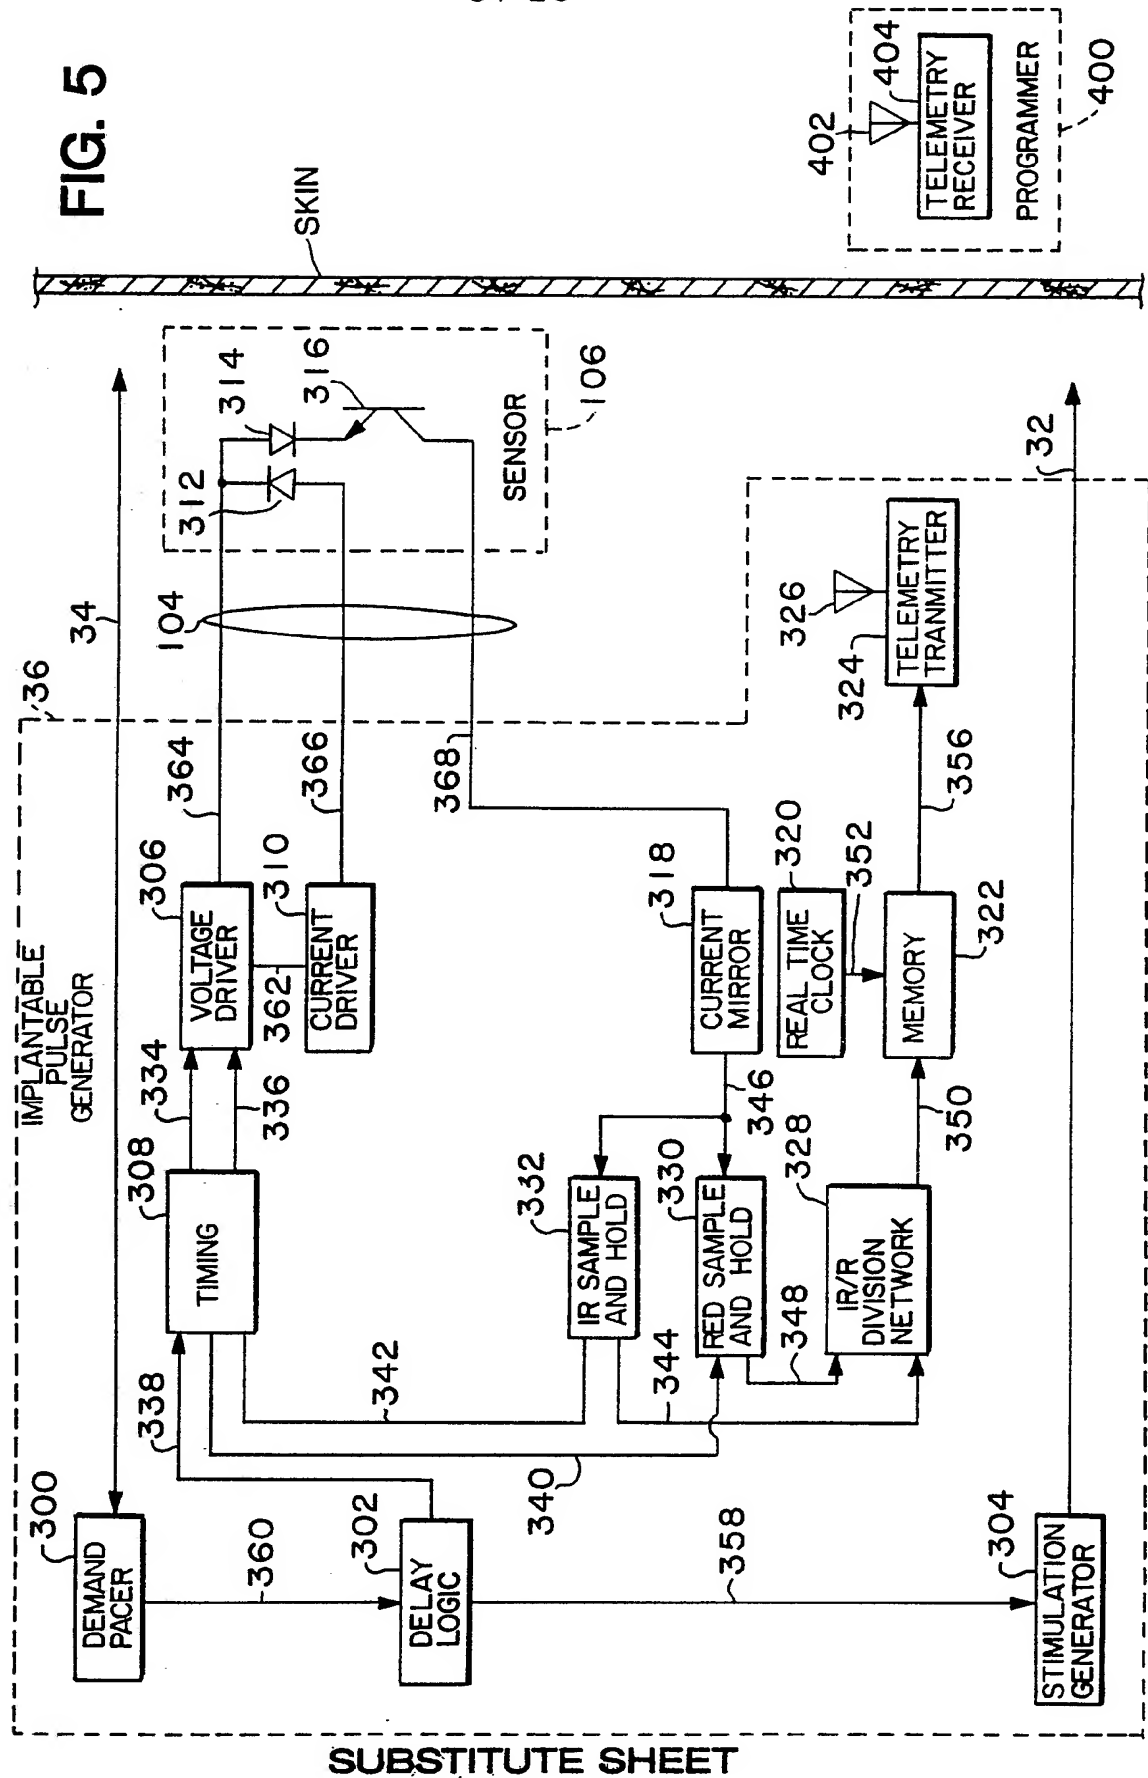 FIG. 5
IMPLANTABLE
PULSE
GENERATOR
36
34
SKIN
300
DEMAND
PACER
360
338
308
TIMING
334
336
306
VOLTAGE
DRIVER
362
364
104
312
314
316
310
CURRENT
DRIVER
366
SENSOR
106
302
DELAY
LOGIC
342
340
344
332
IR SAMPLE
AND HOLD
368
330
RED SAMPLE
AND HOLD
346
318
CURRENT
MIRROR
320
REAL TIME
CLOCK
352
348
328
IR/R
DIVISION
NETWORK
350
MEMORY
322
356
326
324
TELEMETRY
TRANMITTER
402
404
TELEMETRY
RECEIVER
PROGRAMMER
400
358
304
STIMULATION
GENERATOR
32
SUBSTITUTE SHEET